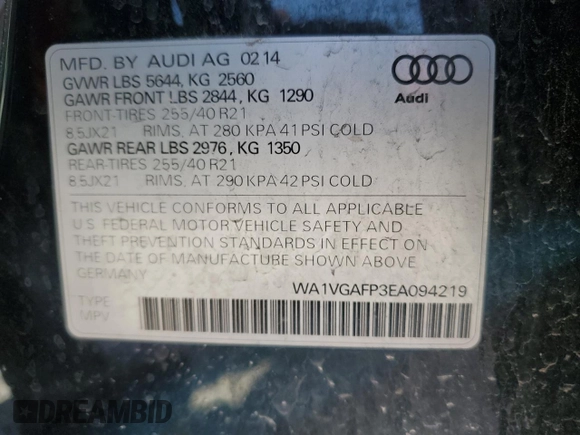 MFD. BY AUDI AG 02 14
GVWR LBS 5644, KG 2560
GAWR FRONT LBS 2844, KG 1290
FRONT-TIRES 255/40 R21
8.5JX21 RIMS, AT 280 KPA 41 PSI COLD
GAWR REAR LBS 2976, KG 1350
REAR-TIRES 255/40 R21
8.5JX21 RIMS, AT 290 KPA 42 PSI COLD
Audi
THIS VEHICLE CONFORMS TO ALL APPLICABLE
U.S. FEDERAL MOTOR VEHICLE SAFETY AND
THEFT PREVENTION STANDARDS IN EFFECT ON
THE DATE OF MANUFACTURE SHOWN ABOVE
GERMANY
WA1VGAFP3EA094219
TYPE
MPV
DREAMBID